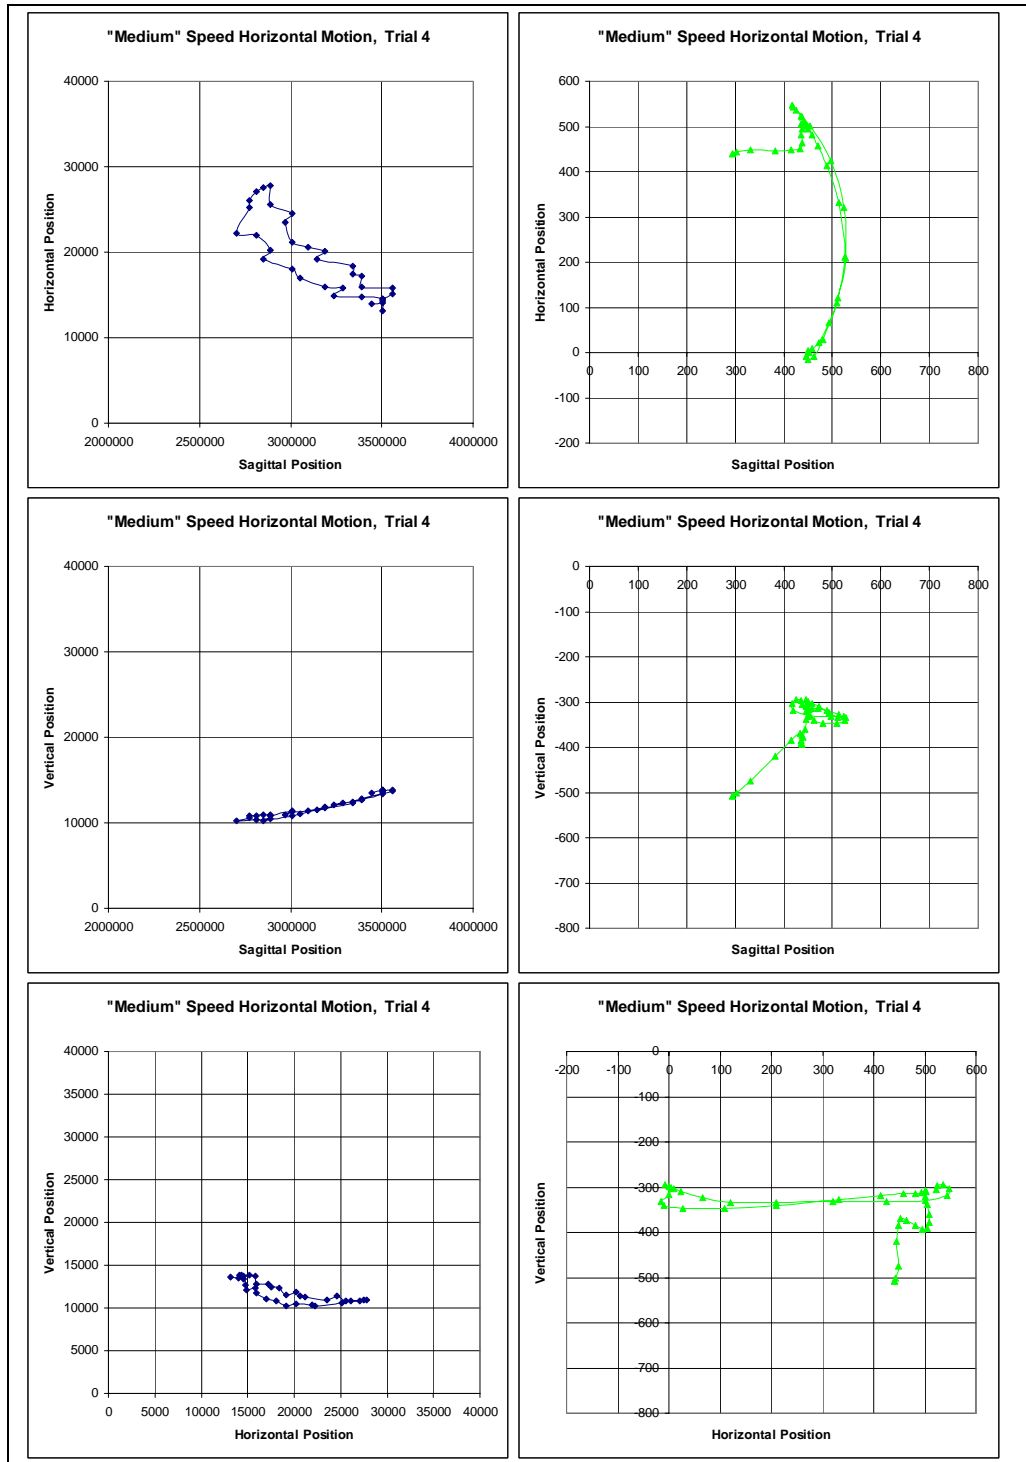 "Medium" Speed Horizontal Motion, Trial 4
40000
30000
20000
10000
0
2000000 2500000 3000000 3500000 4000000
Horizontal Position
Sagittal Position
"Medium" Speed Horizontal Motion, Trial 4
600
500
400
300
200
100
0
-100
-200
0 100 200 300 400 500 600 700 800
Horizontal Position
Sagittal Position
"Medium" Speed Horizontal Motion, Trial 4
40000
30000
20000
10000
0
2000000 2500000 3000000 3500000 4000000
Vertical Position
Sagittal Position
"Medium" Speed Horizontal Motion, Trial 4
0
-100
-200
-300
-400
-500
-600
-700
-800
0 100 200 300 400 500 600 700 800
Vertical Position
Sagittal Position
"Medium" Speed Horizontal Motion, Trial 4
40000
35000
30000
25000
20000
15000
10000
5000
0
0 5000 10000 15000 20000 25000 30000 35000 40000
Vertical Position
Horizontal Position
"Medium" Speed Horizontal Motion, Trial 4
0
-200 -100 0 100 200 300 400 500 600
-100
-200
-300
-400
-500
-600
-700
-800
Vertical Position
Horizontal Position